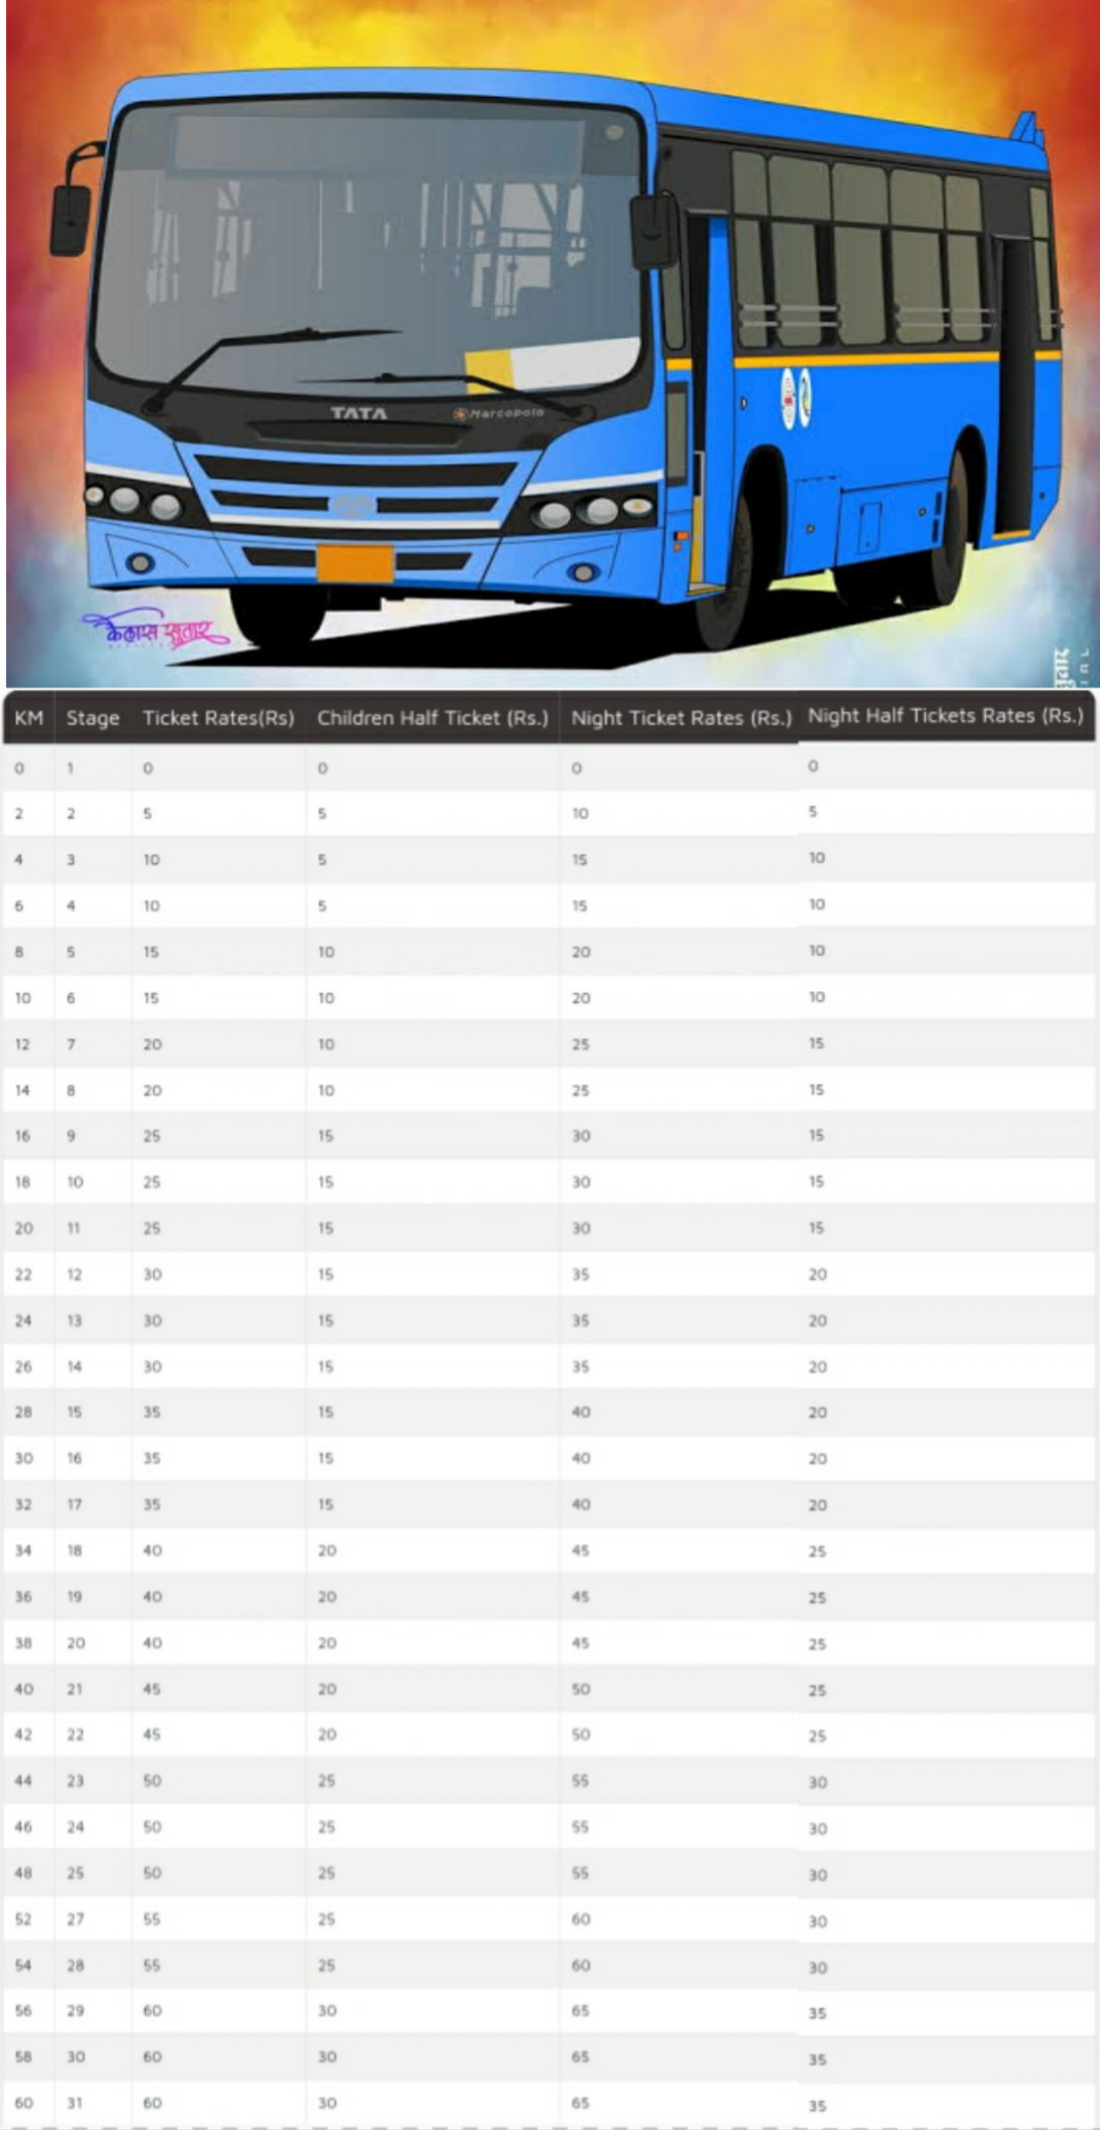 TATA
Marcopolo
कैलास सुतार
KM Stage Ticket Rates(Rs) Children Half Ticket (Rs.) Night Ticket Rates (Rs.) Night Half Tickets Rates (Rs.)
0 1 0 0 0 0
2 2 5 5 10 5
4 3 10 5 15 10
6 4 10 5 15 10
8 5 15 10 20 10
10 6 15 10 20 10
12 7 20 10 25 15
14 8 20 10 25 15
16 9 25 15 30 15
18 10 25 15 30 15
20 11 25 15 30 15
22 12 30 15 35 20
24 13 30 15 35 20
26 14 30 15 35 20
28 15 35 15 40 20
30 16 35 15 40 20
32 17 35 15 40 20
34 18 40 20 45 25
36 19 40 20 45 25
38 20 40 20 45 25
40 21 45 20 50 25
42 22 45 20 50 25
44 23 50 25 55 30
46 24 50 25 55 30
48 25 50 25 55 30
52 27 55 25 60 30
54 28 55 25 60 30
56 29 60 30 65 35
58 30 60 30 65 35
60 31 60 30 65 35